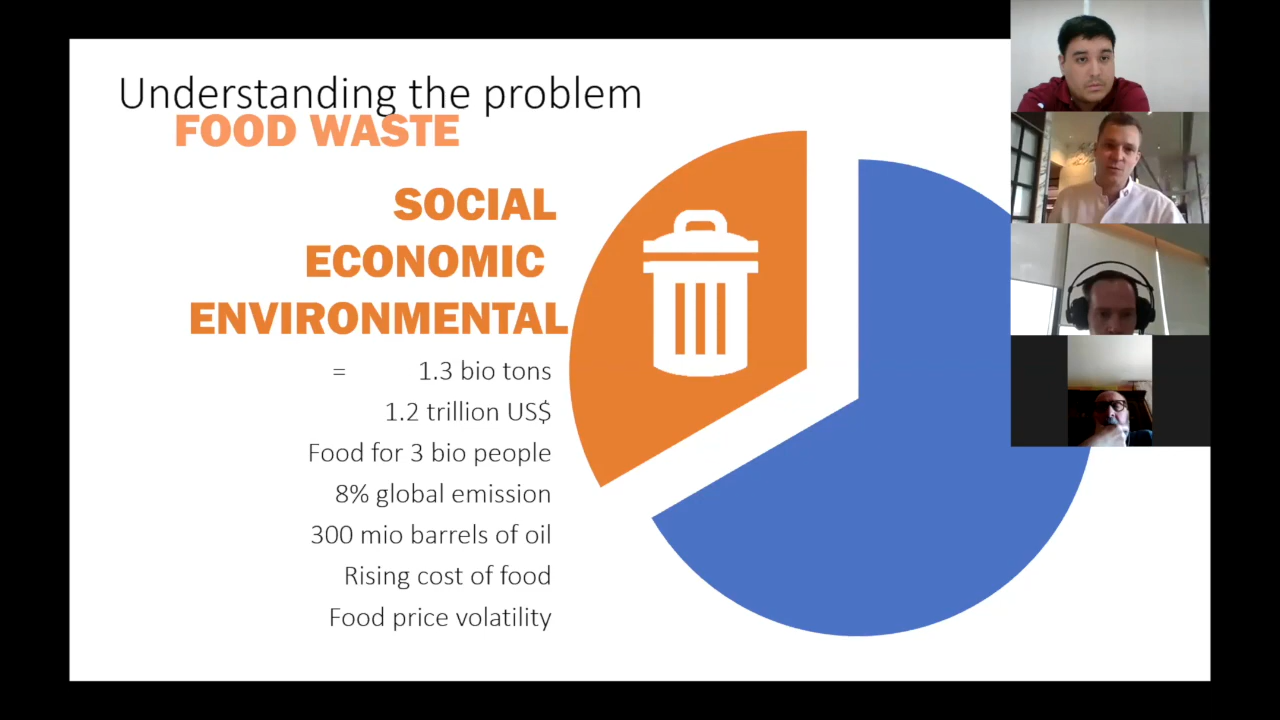 Understanding the problem
FOOD WASTE
SOCIAL
ECONOMIC
ENVIRONMENTAL
= 1.3 bio tons
1.2 trillion US$
Food for 3 bio people
8% global emission
300 mio barrels of oil
Rising cost of food
Food price volatility